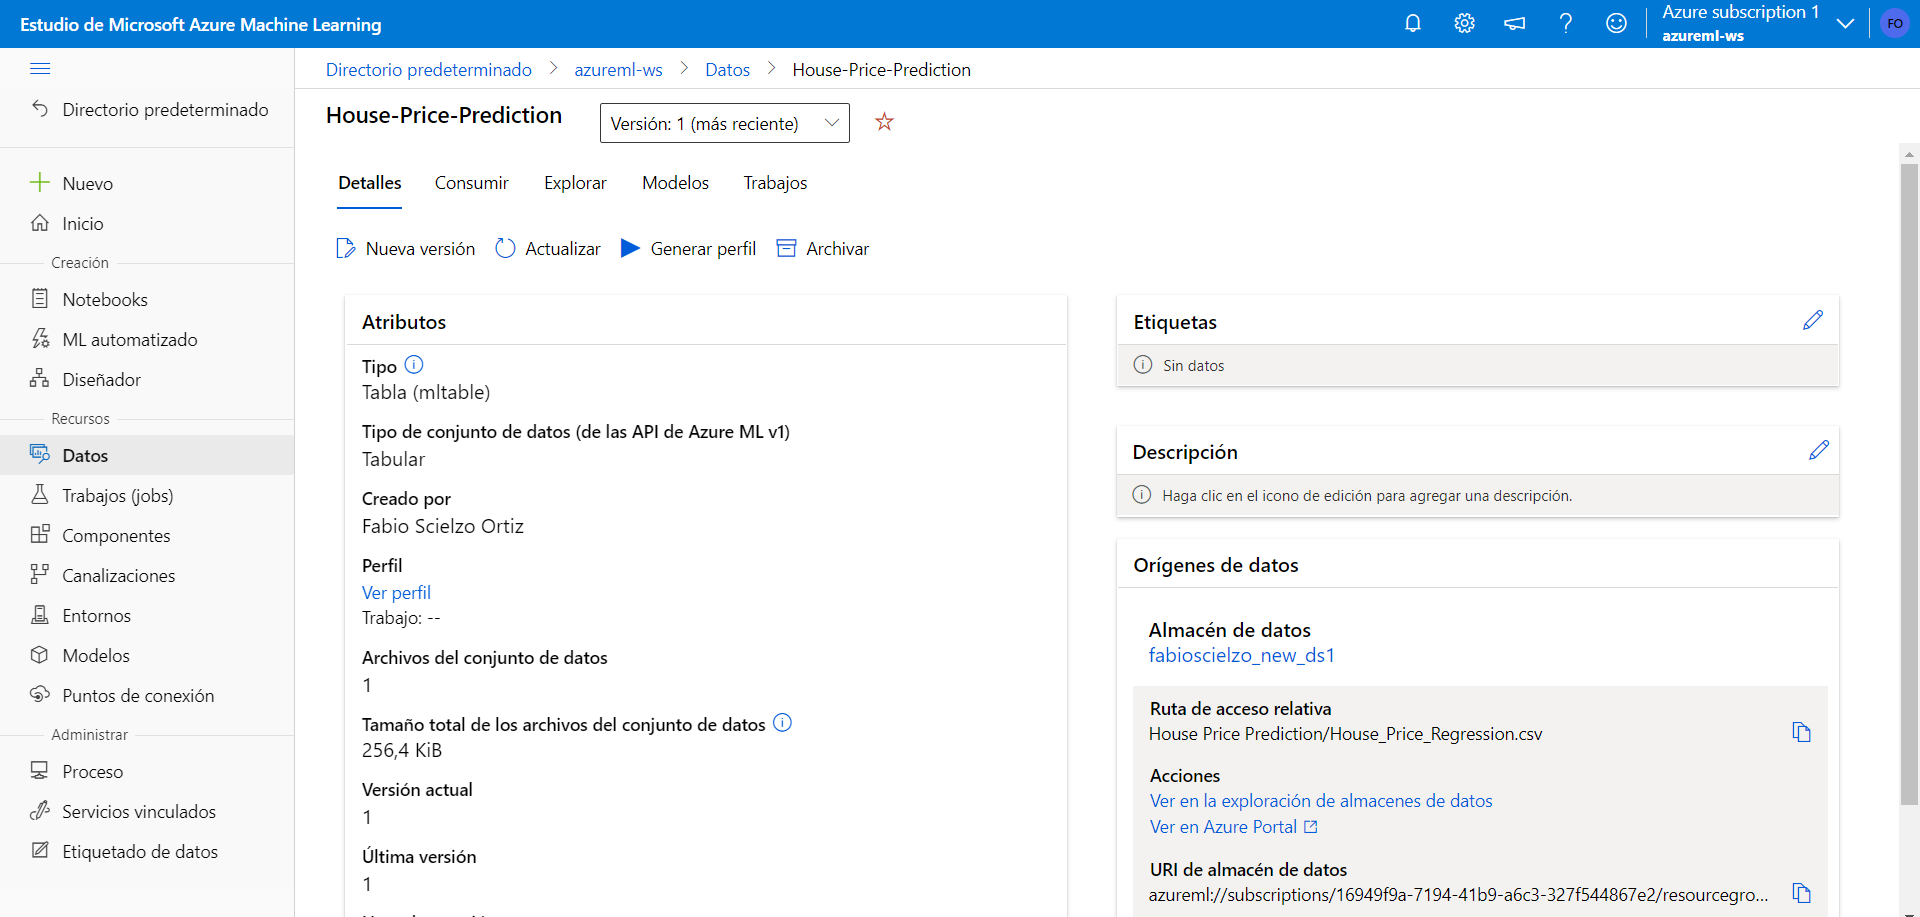 Estudio de Microsoft Azure Machine Learning
Azure subscription 1
azureml-ws
FO
Directorio predeterminado
Nuevo
Inicio
Creación
Notebooks
ML automatizado
Diseñador
Recursos
Datos
Trabajos (jobs)
Componentes
Canalizaciones
Entornos
Modelos
Puntos de conexión
Administrar
Proceso
Servicios vinculados
Etiquetado de datos
Directorio predeterminado > azureml-ws > Datos > House-Price-Prediction
House-Price-Prediction
Versión: 1 (más reciente)
Detalles Consumir Explorar Modelos Trabajos
Nueva versión Actualizar Generar perfil Archivar
Atributos
Tipo
Tabla (mltable)
Tipo de conjunto de datos (de las API de Azure ML v1)
Tabular
Creado por
Fabio Scielzo Ortiz
Perfil
Ver perfil
Trabajo: --
Archivos del conjunto de datos
1
Tamaño total de los archivos del conjunto de datos
256,4 KiB
Versión actual
1
Última versión
1
Etiquetas
Sin datos
Descripción
Haga clic en el icono de edición para agregar una descripción.
Orígenes de datos
Almacén de datos
fabioscielzo_new_ds1
Ruta de acceso relativa
House Price Prediction/House_Price_Regression.csv
Acciones
Ver en la exploración de almacenes de datos
Ver en Azure Portal
URI de almacén de datos
azureml://subscriptions/16949f9a-7194-41b9-a6c3-327f544867e2/resourcegro...